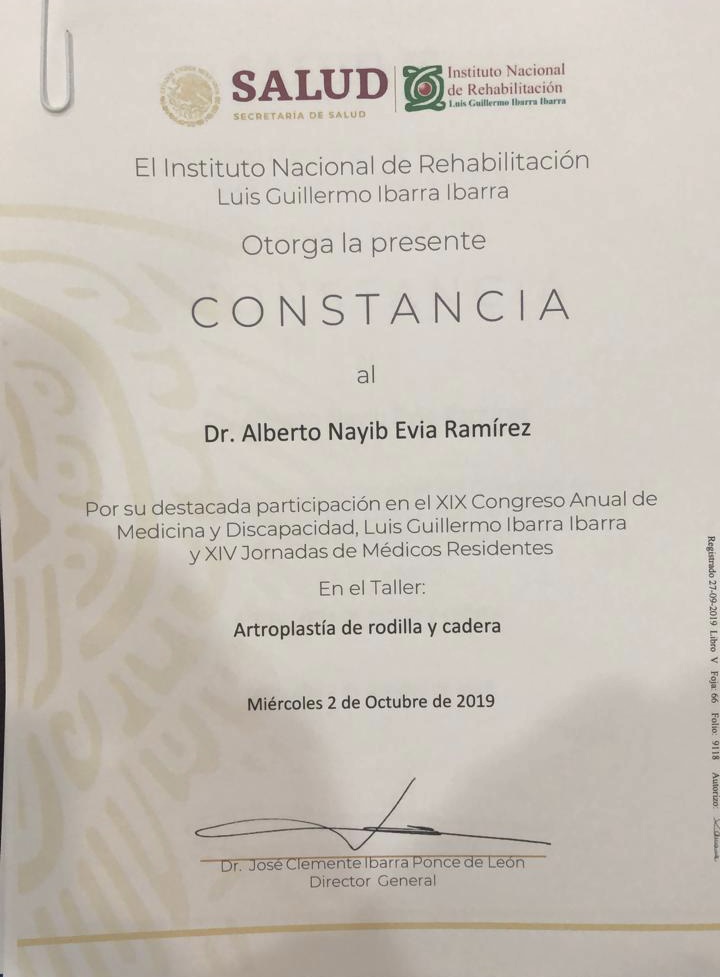 SALUD
SECRETARÍA DE SALUD
Instituto Nacional
de Rehabilitación
Luis Guillermo Ibarra Ibarra
El Instituto Nacional de Rehabilitación
Luis Guillermo Ibarra Ibarra
Otorga la presente
CONSTANCIA
al
Dr. Alberto Nayib Evia Ramírez
Por su destacada participación en el XIX Congreso Anual de
Medicina y Discapacidad, Luis Guillermo Ibarra Ibarra
y XIV Jornadas de Médicos Residentes
En el Taller:
Artroplastía de rodilla y cadera
Miércoles 2 de Octubre de 2019
Dr. José Clemente Ibarra Ponce de León
Director General
Registrado 27-09-2019 Libro V Foja: 66 Folio: 9118 Autorizo: